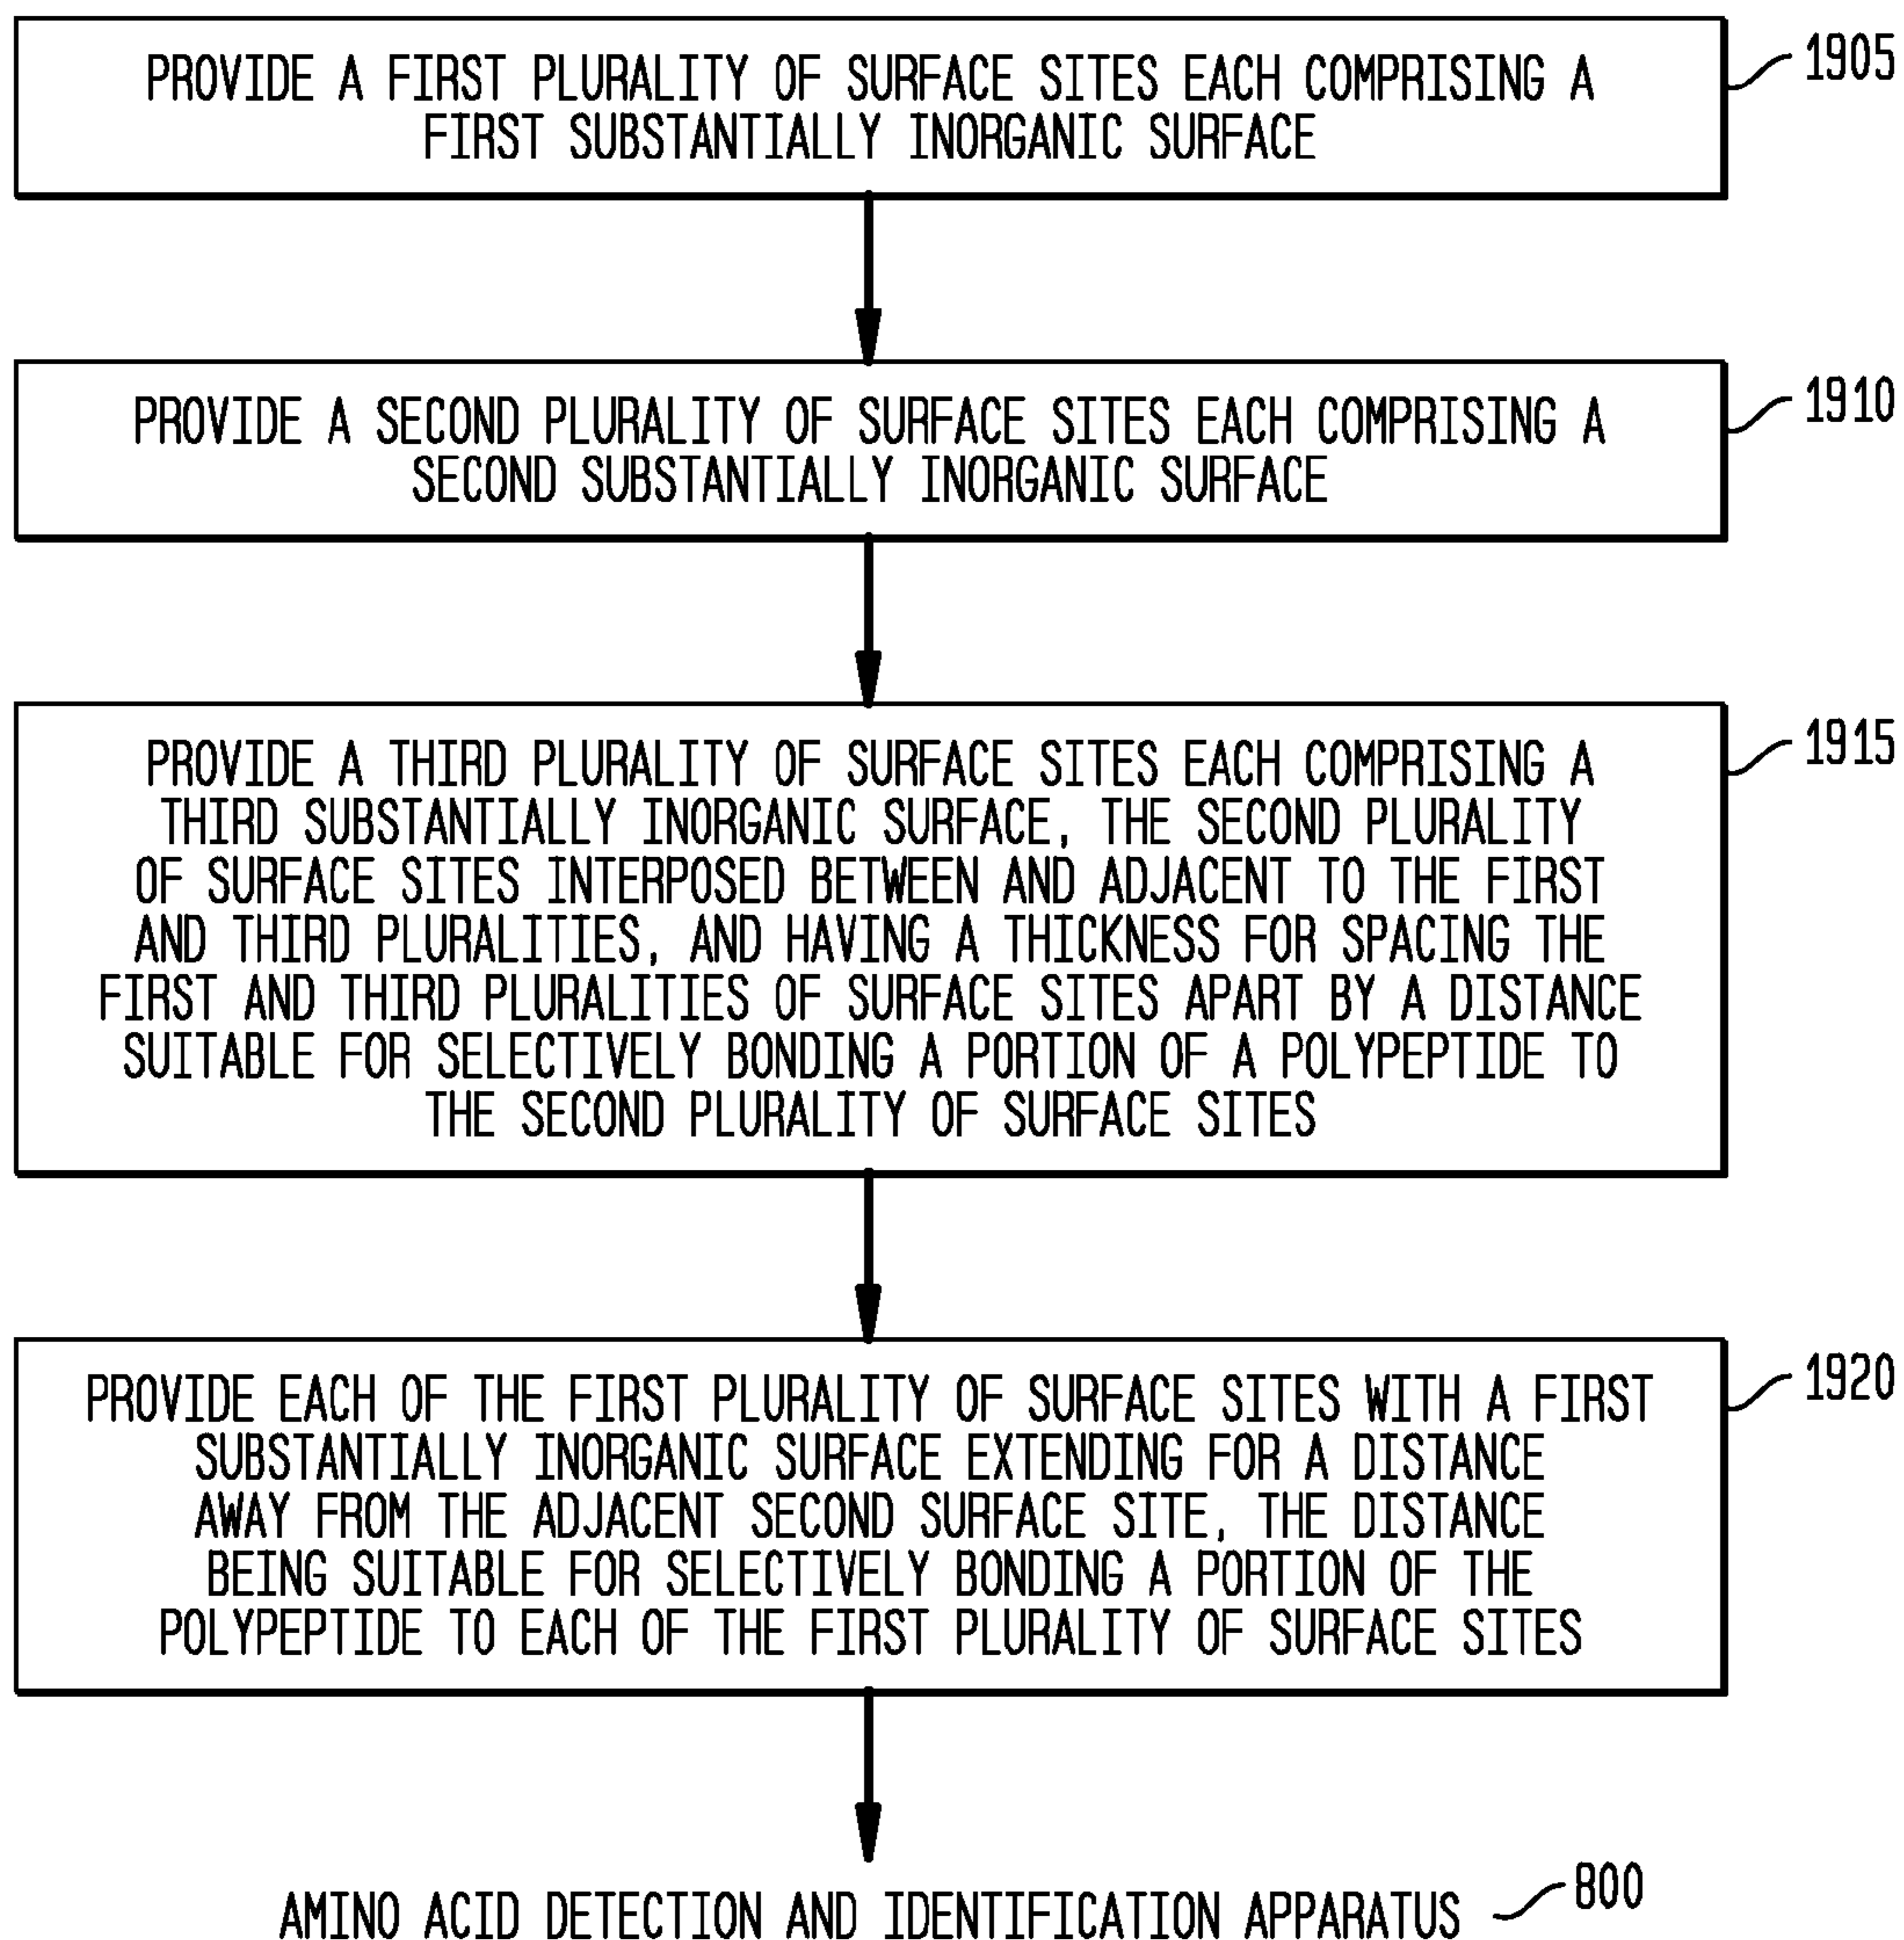 PROVIDE A FIRST PLURALITY OF SURFACE SITES EACH COMPRISING A
FIRST SUBSTANTIALLY INORGANIC SURFACE
1905
PROVIDE A SECOND PLURALITY OF SURFACE SITES EACH COMPRISING A
SECOND SUBSTANTIALLY INORGANIC SURFACE
1910
PROVIDE A THIRD PLURALITY OF SURFACE SITES EACH COMPRISING A
THIRD SUBSTANTIALLY INORGANIC SURFACE, THE SECOND PLURALITY
OF SURFACE SITES INTERPOSED BETWEEN AND ADJACENT TO THE FIRST
AND THIRD PLURALITIES, AND HAVING A THICKNESS FOR SPACING THE
FIRST AND THIRD PLURALITIES OF SURFACE SITES APART BY A DISTANCE
SUITABLE FOR SELECTIVELY BONDING A PORTION OF A POLYPEPTIDE TO
THE SECOND PLURALITY OF SURFACE SITES
1915
PROVIDE EACH OF THE FIRST PLURALITY OF SURFACE SITES WITH A FIRST
SUBSTANTIALLY INORGANIC SURFACE EXTENDING FOR A DISTANCE
AWAY FROM THE ADJACENT SECOND SURFACE SITE, THE DISTANCE
BEING SUITABLE FOR SELECTIVELY BONDING A PORTION OF THE
POLYPEPTIDE TO EACH OF THE FIRST PLURALITY OF SURFACE SITES
1920
AMINO ACID DETECTION AND IDENTIFICATION APPARATUS
800